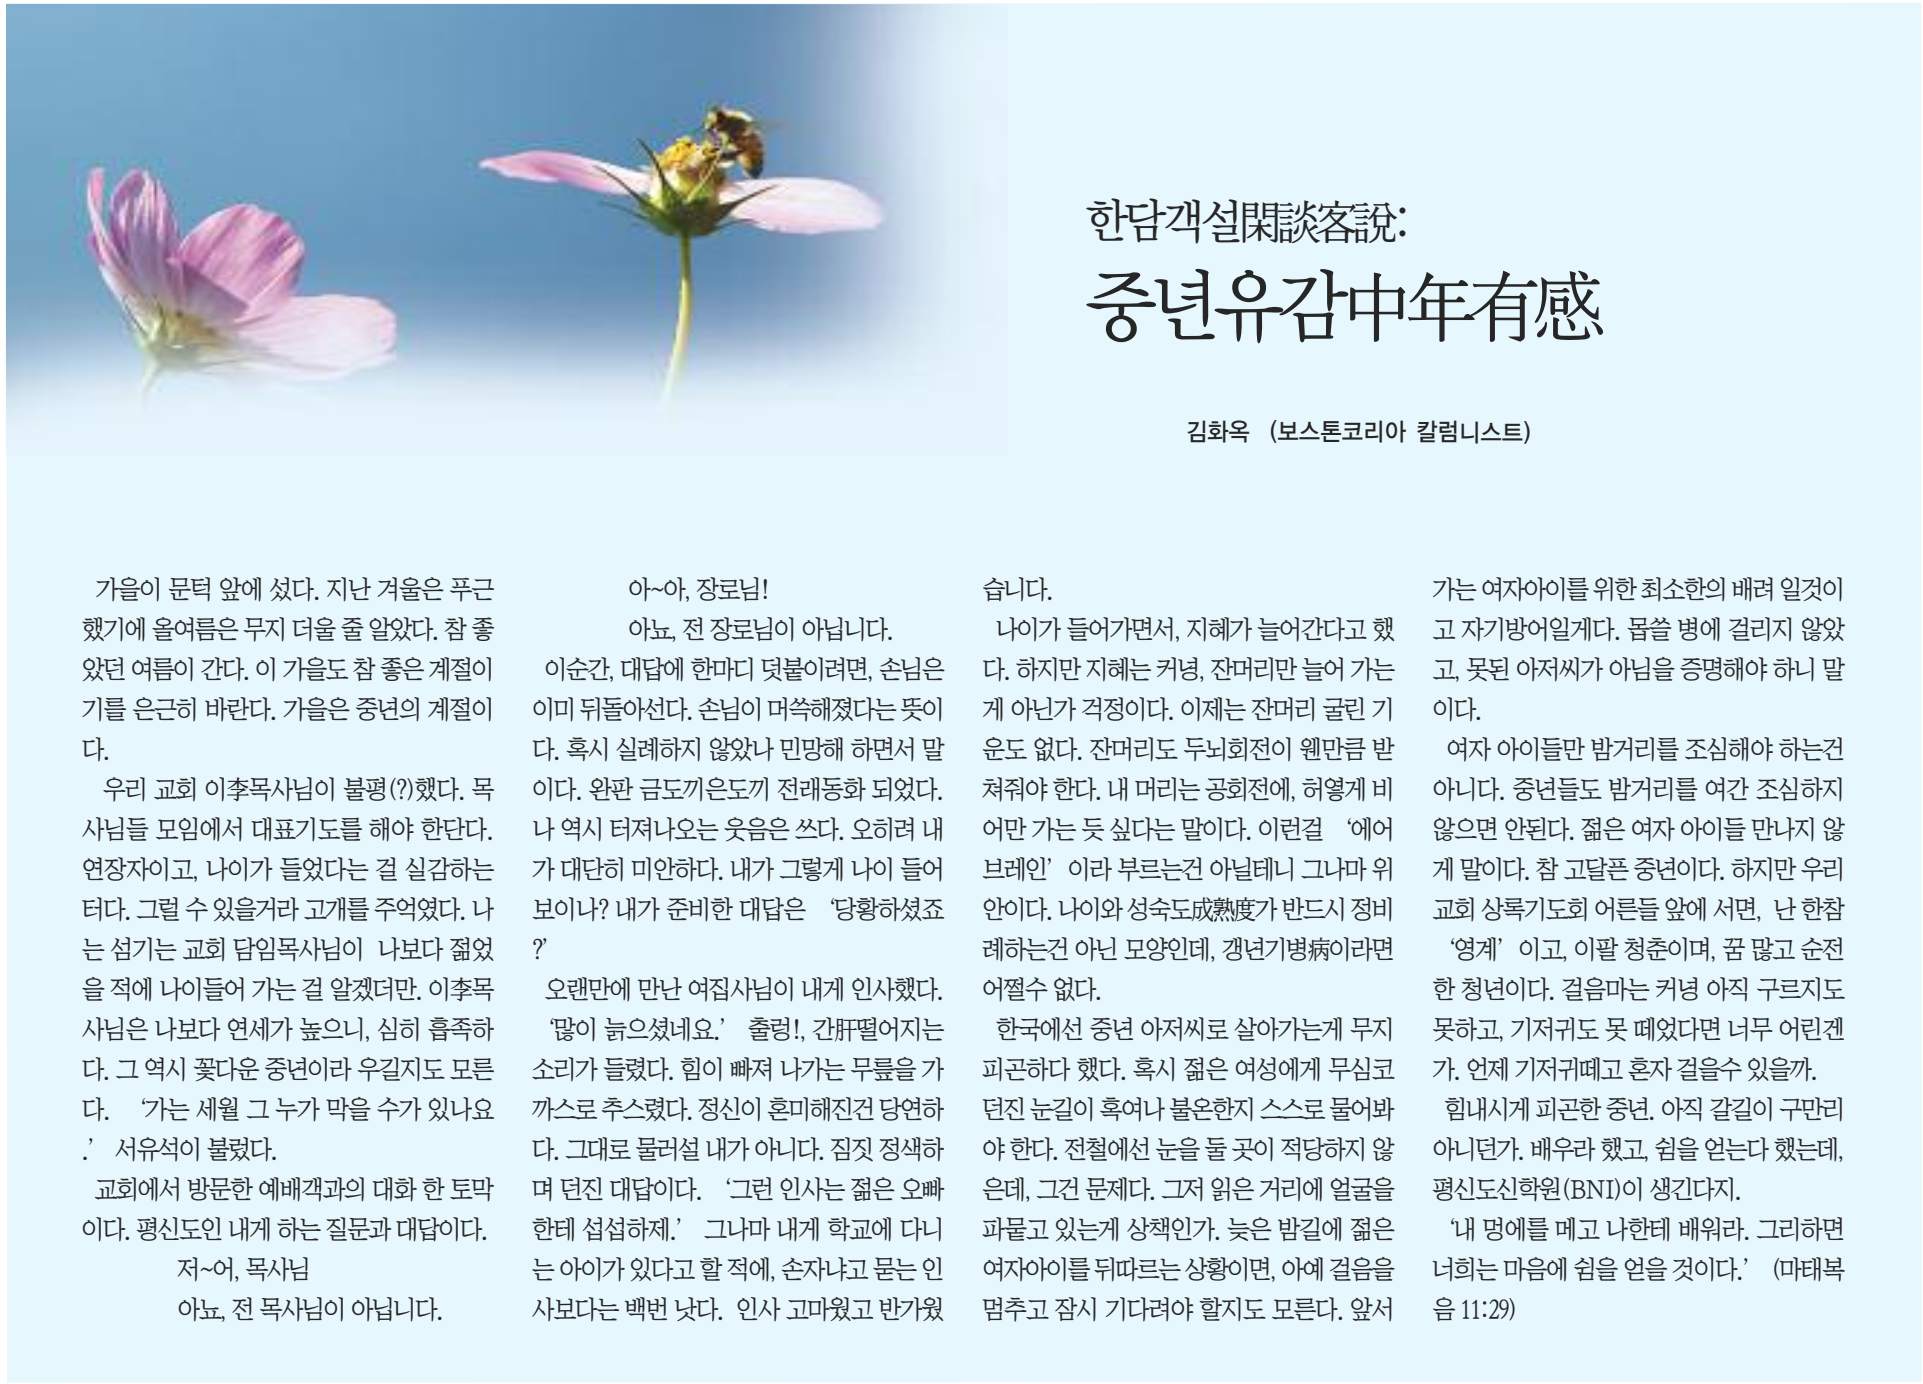 한담객설閑談客說:
중년유감中年有感
김화옥 (보스톤코리아 칼럼니스트)
가을이 문턱 앞에 섰다. 지난 겨울은 푸근
했기에 올여름은 무지 더울 줄 알았다. 참 좋
았던 여름이 간다. 이 가을도 참 좋은 계절이
기를 은근히 바란다. 가을은 중년의 계절이
다.
우리 교회 이李목사님이 불평(?)했다. 목
사님들 모임에서 대표기도를 해야 한단다.
연장자이고, 나이가 들었다는 걸 실감하는
터다. 그럴 수 있을거라 고개를 주억였다. 나
는 섬기는 교회 담임목사님이 나보다 젊었
을 적에 나이들어 가는 걸 알겠더만. 이李목
사님은 나보다 연세가 높으니, 심히 흡족하
다. 그 역시 꽃다운 중년이라 우길지도 모른
다. ‘가는 세월 그 누가 막을 수가 있나요
.’ 서유석이 불렀다.
교회에서 방문한 예배객과의 대화 한 토막
이다. 평신도인 내게 하는 질문과 대답이다.
저~어, 목사님
아뇨, 전 목사님이 아닙니다.
아~아, 장로님!
아뇨, 전 장로님이 아닙니다.
이순간, 대답에 한마디 덧붙이려면, 손님은
이미 뒤돌아선다. 손님이 머쓱해졌다는 뜻이
다. 혹시 실례하지 않았나 민망해 하면서 말
이다. 완판 금도끼은도끼 전래동화 되었다.
나 역시 터져나오는 웃음은 쓰다. 오히려 내
가 대단히 미안하다. 내가 그렇게 나이 들어
보이나? 내가 준비한 대답은 ‘당황하셨죠
?’
오랜만에 만난 여집사님이 내게 인사했다.
‘많이 늙으셨네요.’ 출렁!, 간肝떨어지는
소리가 들렸다. 힘이 빠져 나가는 무릎을 가
까스로 추스렸다. 정신이 혼미해진건 당연하
다. 그대로 물러설 내가 아니다. 짐짓 정색하
며 던진 대답이다. ‘그런 인사는 젊은 오빠
한테 섭섭하제.’ 그나마 내게 학교에 다니
는 아이가 있다고 할 적에, 손자냐고 묻는 인
사보다는 백번 낫다. 인사 고마웠고 반가웠
습니다.
나이가 들어가면서, 지혜가 늘어간다고 했
다. 하지만 지혜는 커녕, 잔머리만 늘어 가는
게 아닌가 걱정이다. 이제는 잔머리 굴린 기
운도 없다. 잔머리도 두뇌회전이 웬만큼 받
쳐줘야 한다. 내 머리는 공회전에, 허옇게 비
어만 가는 듯 싶다는 말이다. 이런걸 ‘에어
브레인’ 이라 부르는건 아닐테니 그나마 위
안이다. 나이와 성숙도成熟度가 반드시 정비
례하는건 아닌 모양인데, 갱년기병病이라면
어쩔수 없다.
한국에선 중년 아저씨로 살아가는게 무지
피곤하다 했다. 혹시 젊은 여성에게 무심코
던진 눈길이 혹여나 불온한지 스스로 물어봐
야 한다. 전철에선 눈을 둘 곳이 적당하지 않
은데, 그건 문제다. 그저 읽은 거리에 얼굴을
파뭍고 있는게 상책인가. 늦은 밤길에 젊은
여자아이를 뒤따르는 상황이면, 아예 걸음을
멈추고 잠시 기다려야 할지도 모른다. 앞서
가는 여자아이를 위한 최소한의 배려 일것이
고 자기방어일게다. 몹쓸 병에 걸리지 않았
고, 못된 아저씨가 아님을 증명해야 하니 말
이다.
여자 아이들만 밤거리를 조심해야 하는건
아니다. 중년들도 밤거리를 여간 조심하지
않으면 안된다. 젊은 여자 아이들 만나지 않
게 말이다. 참 고달픈 중년이다. 하지만 우리
교회 상록기도회 어른들 앞에 서면, 난 한참
‘영계’ 이고, 이팔 청춘이며, 꿈 많고 순전
한 청년이다. 걸음마는 커녕 아직 구르지도
못하고, 기저귀도 못 떼었다면 너무 어린겐
가. 언제 기저귀떼고 혼자 걸을수 있을까.
힘내시게 피곤한 중년. 아직 갈길이 구만리
아니던가. 배우라 했고, 쉼을 얻는다 했는데,
평신도신학원(BNI)이 생긴다지.
‘내 멍에를 메고 나한테 배워라. 그리하면
너희는 마음에 쉼을 얻을 것이다.’ (마태복
음 11:29)